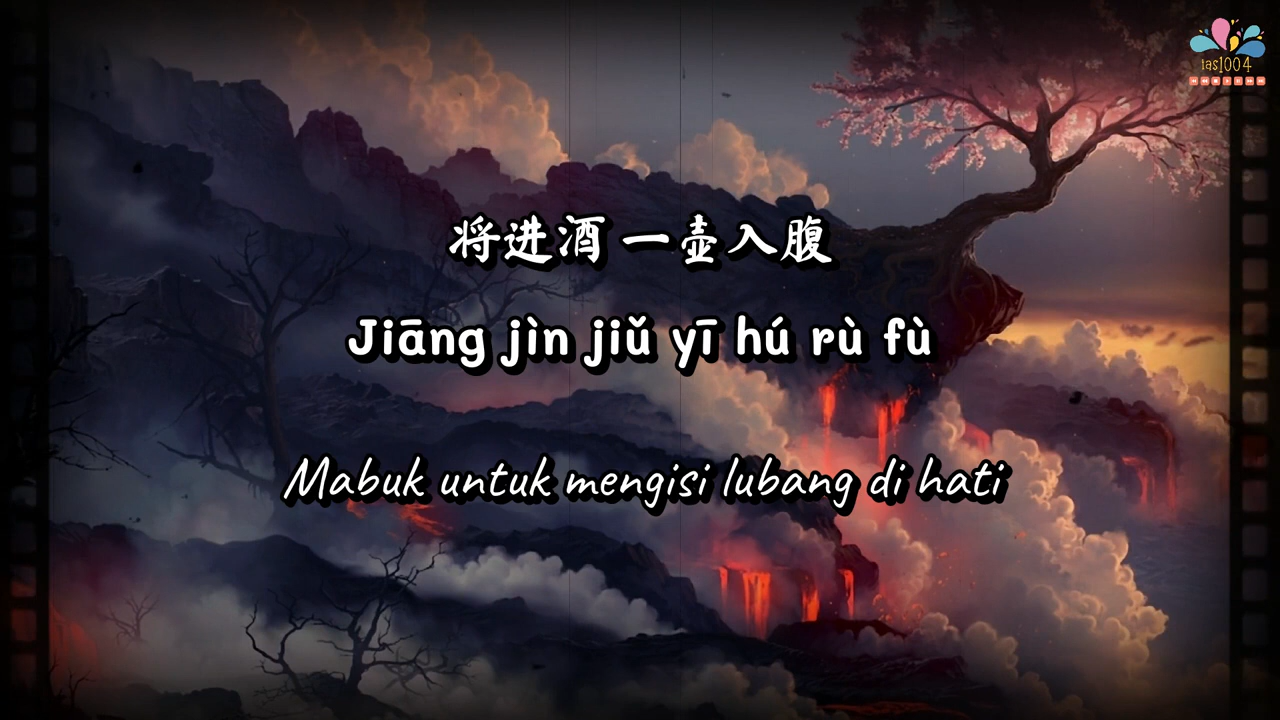 ias1004
将进酒 一壶入腹
Jiāng jìn jiǔ yī hú rù fù
Mabuk untuk mengisi lubang di hati